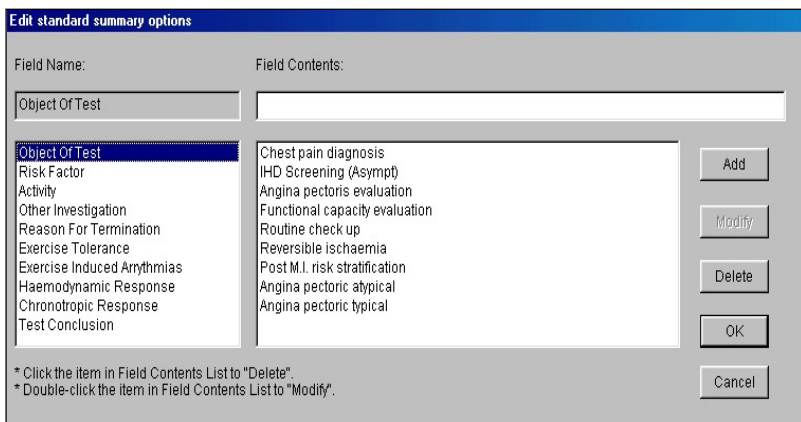 Edit standard summary options
Field Name:
Field Contents:
Object Of Test
Object Of Test
Risk Factor
Activity
Other Investigation
Reason For Termination
Exercise Tolerance
Exercise Induced Arrythmias
Haemodynamic Response
Chronotropic Response
Test Conclusion
Chest pain diagnosis
IHD Screening (Asympt)
Angina pectoris evaluation
Functional capacity evaluation
Routine check up
Reversible ischaemia
Post M.I. risk stratification
Angina pectoric atypical
Angina pectoric typical
Add
Modify
Delete
OK
Cancel
* Click the item in Field Contents List to "Delete".
* Double-click the item in Field Contents List to "Modify".